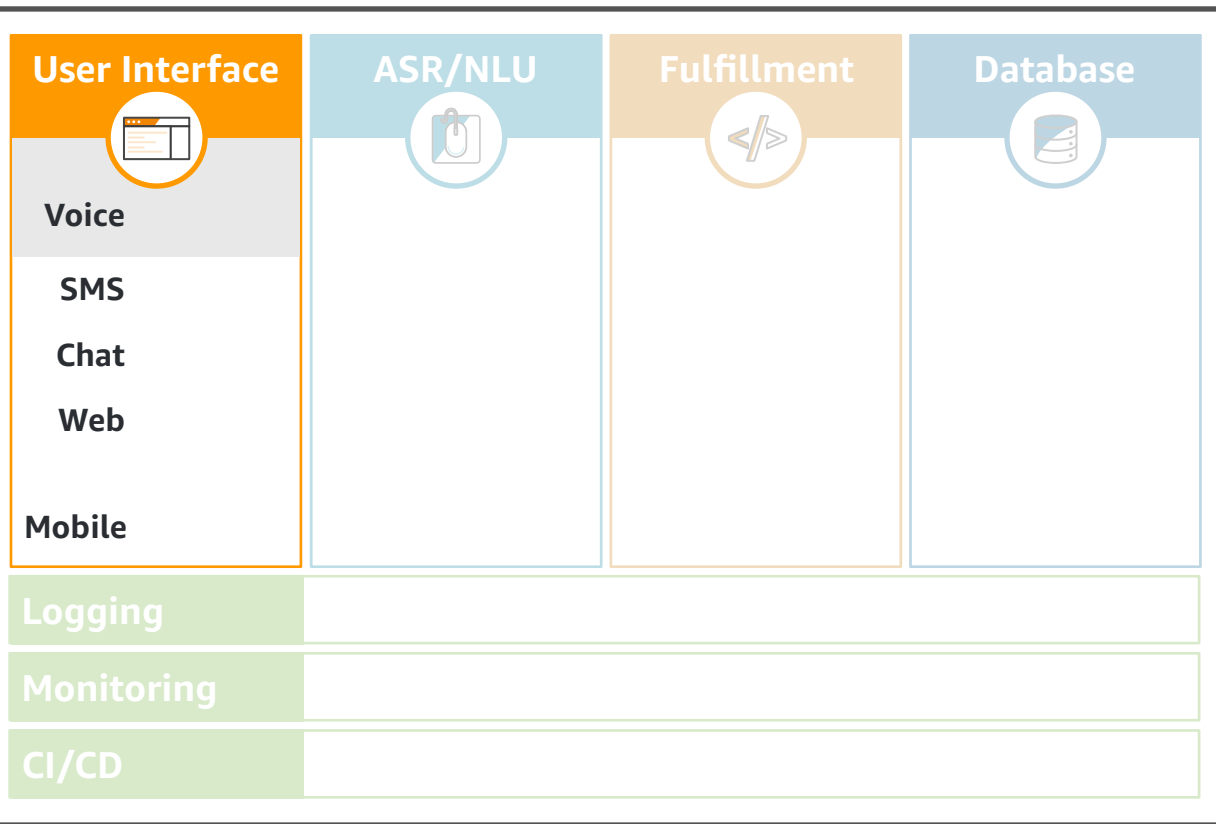 User Interface
ASR/NLU
Fulfillment
Database
</>
Voice
SMS
Chat
Web
Mobile
Logging
Monitoring
CI/CD